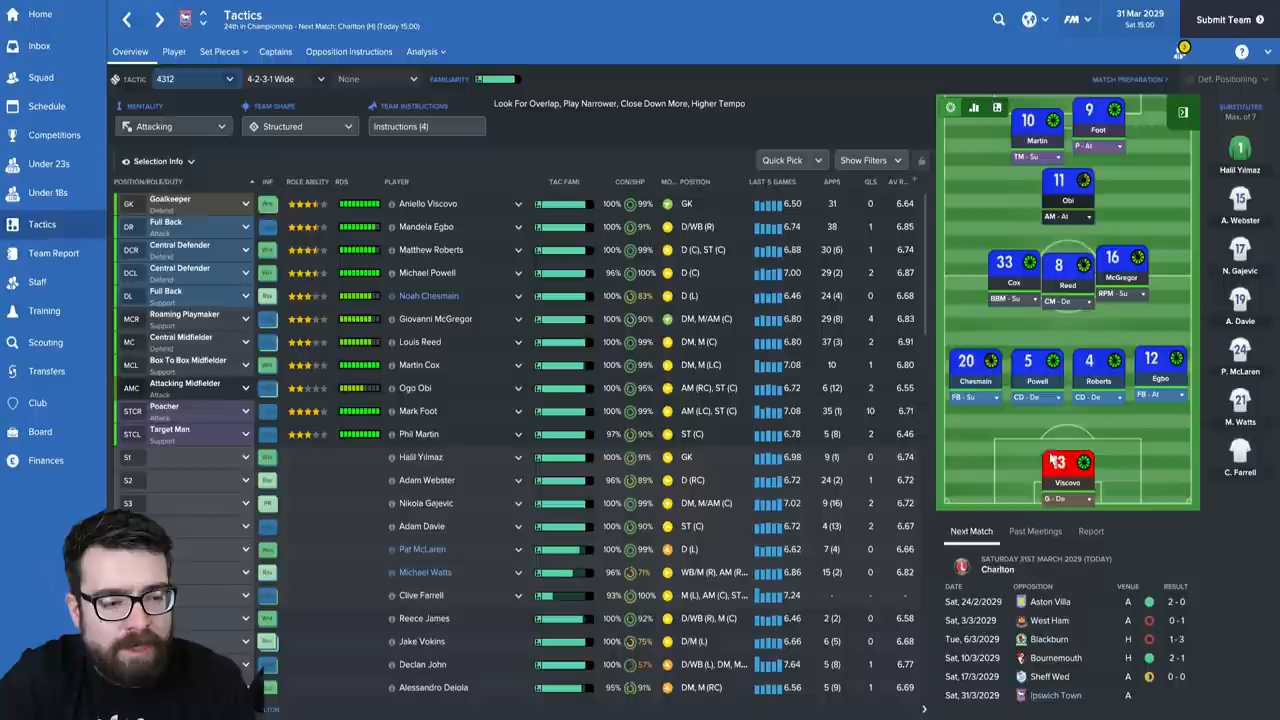 Home
Inbox
Squad
Schedule
Competitions
Under 23s
Under 18s
Tactics
Team Report
Staff
Training
Scouting
Transfers
Club
Board
Finances
Tactics
24th in Championship - Next Match: Charlton (H) (Today 15:00)
FM
31 Mar 2029
Sat 15:00
Submit Team
Overview
Player
Set Pieces
Captains
Opposition Instructions
Analysis
3
TACTIC
4312
4-2-3-1 Wide
None
FAMILIARITY
MATCH PREPARATION >
Def. Positioning
MENTALITY
TEAM SHAPE
TEAM INSTRUCTIONS
Look For Overlap, Play Narrower, Close Down More, Higher Tempo
Attacking
Structured
Instructions (4)
Selection Info
Quick Pick
Show Filters
POSITION/ROLE/DUTY INF ROLE ABILITY RDS PLAYER TAC FAMI CON/SHP MO... POSITION LAST 5 GAMES APPS GLS AV R...
GK Goalkeeper Defend Aniello Viscovo 100% 99% GK 6.50 31 0 6.64
DR Full Back Attack Mandela Egbo 100% 91% D/WB (R) 6.74 38 1 6.85
DCR Central Defender Defend Matthew Roberts 100% 99% D (C), ST (C) 6.88 30 (6) 1 6.74
DCL Central Defender Defend Michael Powell 96% 100% D (C) 7.00 29 (2) 2 6.87
DL Full Back Support Noah Chesmain 100% 83% D (L) 6.46 24 (4) 0 6.68
MCR Roaming Playmaker Support Giovanni McGregor 100% 90% DM, M/AM (C) 6.80 29 (8) 4 6.83
MC Central Midfielder Defend Louis Reed 100% 99% DM, M (C) 6.80 37 (3) 2 6.91
MCL Box To Box Midfielder Support Martin Cox 100% 99% DM, M (LC) 7.08 10 1 6.80
AMC Attacking Midfielder Attack Ogo Obi 100% 95% AM (RC), ST (C) 7.00 6 (12) 2 6.55
STCR Poacher Attack Mark Foot 100% 99% AM (LC), ST (C) 7.08 35 (1) 10 6.71
STCL Target Man Support Phil Martin 97% 90% ST (C) 6.78 5 (8) 2 6.46
S1 Halil Yılmaz 100% 91% GK 6.98 9 (1) 0 6.74
S2 Adam Webster 96% 89% D (RC) 6.72 24 (2) 1 6.72
S3 Nikola Gajevic 100% 99% DM, M/AM (C) 7.02 9 (16) 2 6.72
Adam Davie 100% 90% ST (C) 6.72 4 (13) 2 6.67
Pat McLaren 100% 99% D (L) 6.62 7 (4) 0 6.66
Michael Watts 96% 71% WB/M (R), AM (R... 6.86 15 (2) 0 6.82
Clive Farrell 93% 100% M (L), AM (C), ST... 7.24 - - -
Reece James 100% 92% D/WB (R), M (C) 6.46 2 (2) 0 6.58
Jake Vokins 100% 75% D/M (L) 6.66 6 (5) 0 6.68
Declan John 100% 57% D/WB (L), DM, M... 7.64 5 (8) 1 6.77
Alessandro Deiola 95% 91% DM, M (RC) 6.56 5 (9) 1 6.69
10
Martin
TM - Su
9
Foot
P - At
11
Obi
AM - At
33
Cox
BBM - Su
8
Reed
CM - De
16
McGregor
RPM - Su
20
Chesmain
FB - Su
5
Powell
CD - De
4
Roberts
CD - De
12
Egbo
FB - At
Viscovo
G - De
SUBSTITUTES
Max. of 7
1
Halil Yılmaz
15
A. Webster
17
N. Gajevic
19
A. Davie
24
P. McLaren
21
M. Watts
C. Farrell
Next Match
Past Meetings
Report
SATURDAY 31ST MARCH 2029 (TODAY)
Charlton
DATE OPPOSITION VENUE RESULT
Sat, 24/2/2029 Aston Villa A 2 - 0
Sat, 3/3/2029 West Ham A 0 - 1
Tue, 6/3/2029 Blackburn H 1 - 3
Sat, 10/3/2029 Bournemouth H 2 - 1
Sat, 17/3/2029 Sheff Wed A 0 - 0
Sat, 31/3/2029 Ipswich Town A